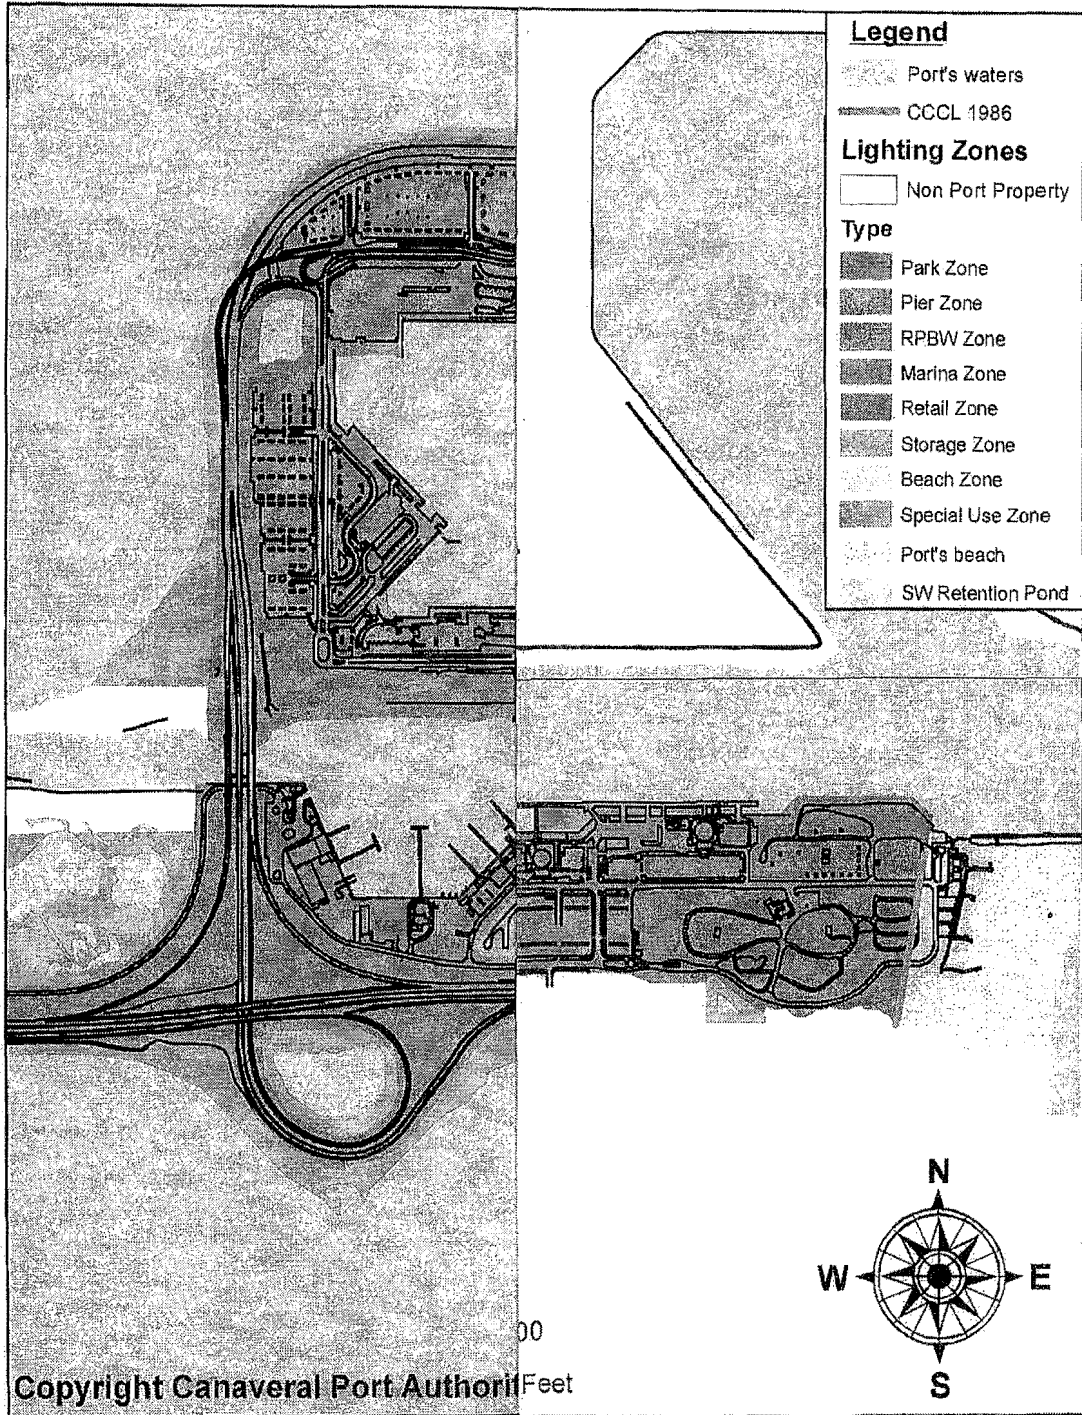 Legend
Port's waters
CCCL 1986
Lighting Zones
Non Port Property
Type
Park Zone
Pier Zone
RPBW Zone
Marina Zone
Retail Zone
Storage Zone
Beach Zone
Special Use Zone
Port's beach
SW Retention Pond
N
W E
S
00
Copyright Canaveral Port Authorit Feet